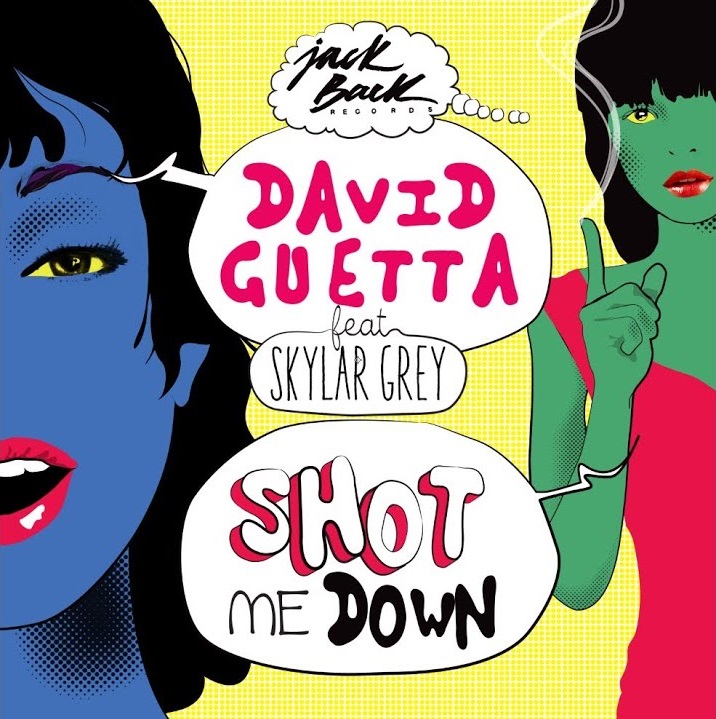 jack
Back
RECORDS
DAVID
GUETTA
feat.
SKYLAR GREY
SHOT
ME DOWN